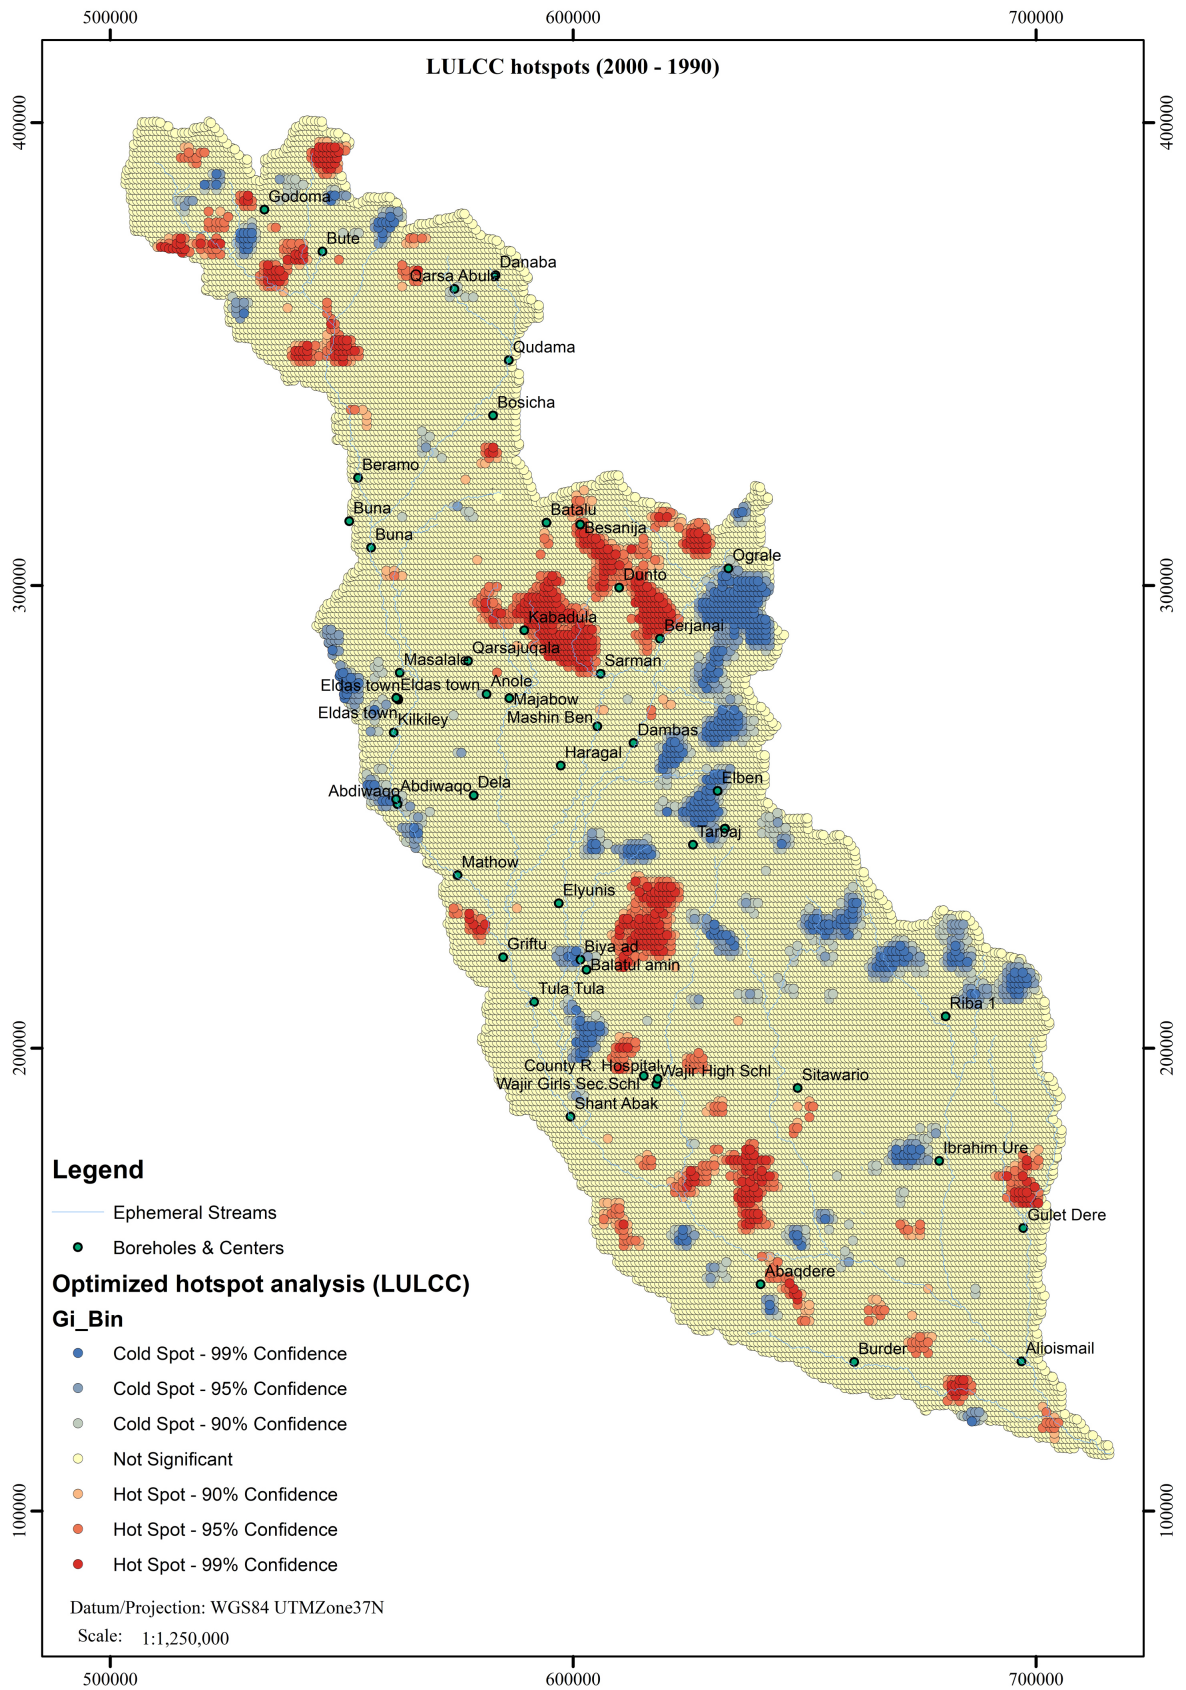 500000 600000 700000
LULCC hotspots (2000 - 1990)
400000 400000
Godoma
Bute
Danaba
Qarsa Abula
Qudama
Bosicha
Beramo
Buna
Batalu
Besanija
Buna
Ograle
300000 300000
Dunto
Kabadula
Berjanai
Qarsajuqala
Masalale
Sarman
Eldas town
Eldas town
Anole
Majabow
Eldas town
Kilkiley
Mashin Ben
Dambas
Haragal
Elben
Abdiwaqo
Abdiwaqo
Dela
Tarbaj
Mathow
Elyunis
Griftu
Biya ad
Balatul amin
Tula Tula
Riba 1
200000 200000
County R. Hospital
Wajir High Schl
Wajir Girls Sec.Schl
Sitawario
Shant Abak
Ibrahim Ure
Gulet Dere
Abaqdere
Burder
Alioismail
Legend
Ephemeral Streams
Boreholes & Centers
Optimized hotspot analysis (LULCC)
Gi_Bin
Cold Spot - 99% Confidence
Cold Spot - 95% Confidence
Cold Spot - 90% Confidence
Not Significant
Hot Spot - 90% Confidence
100000 100000
Hot Spot - 95% Confidence
Hot Spot - 99% Confidence
Datum/Projection: WGS84 UTMZone37N
Scale: 1:1,250,000
500000 600000 700000